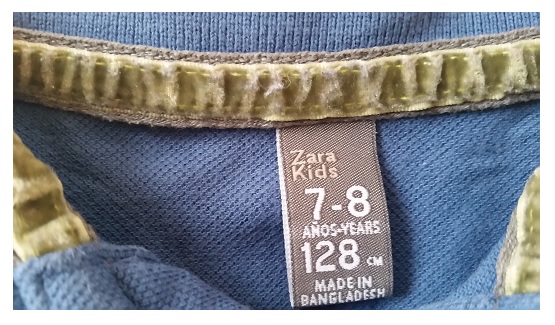 Zara
Kids
7-8
AÑOS-YEARS
128 CM
MADE IN
BANGLADESH